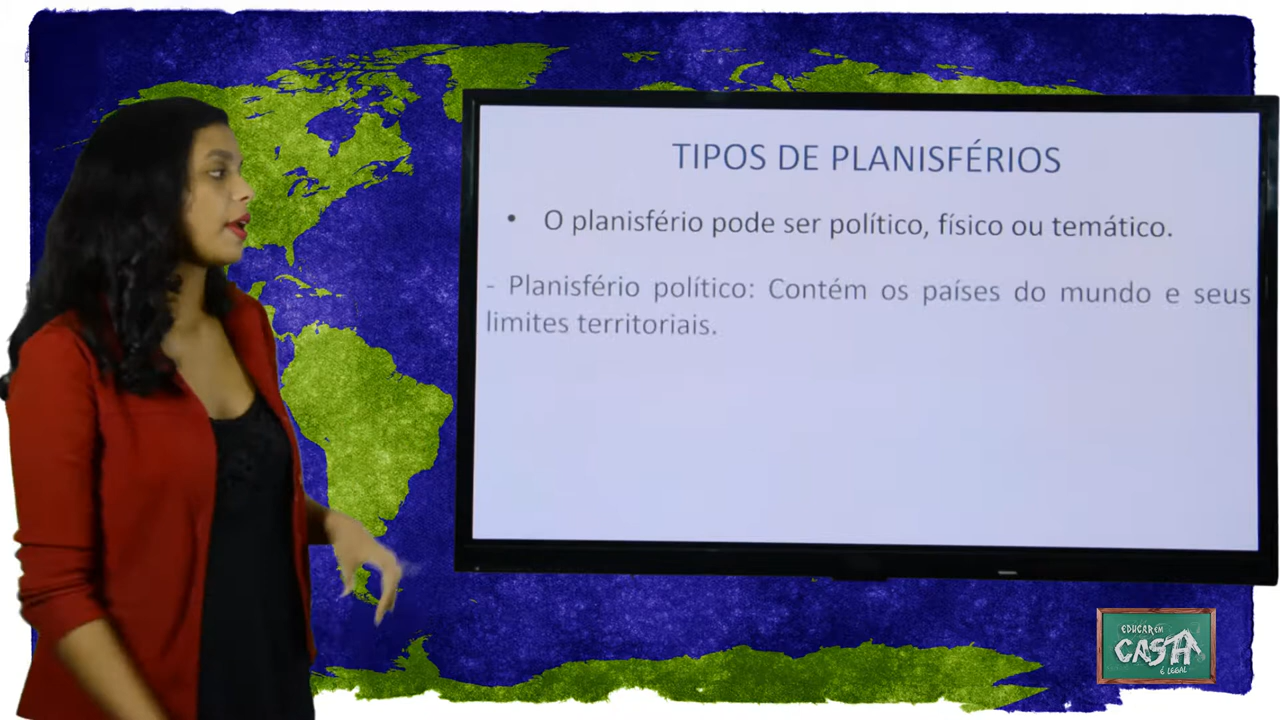 TIPOS DE PLANISFÉRIOS
• O planisfério pode ser político, físico ou temático.
- Planisfério político: Contém os países do mundo e seus
limites territoriais.
EDUCAR EM
CASA
É LEGAL